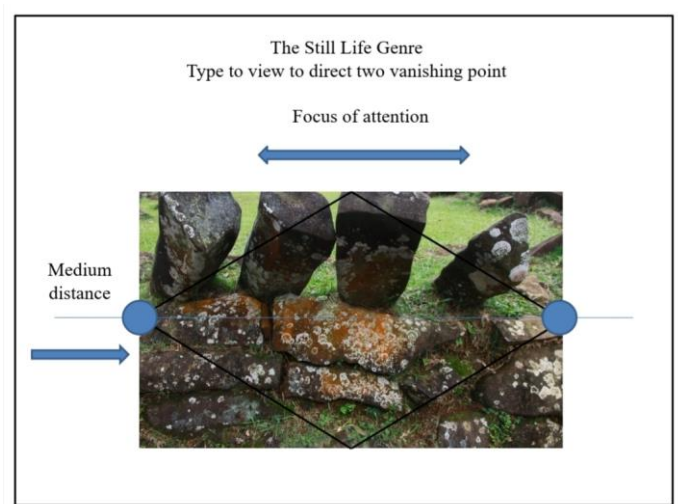 The Still Life Genre
Type to view to direct two vanishing point
Focus of attention
Medium
distance